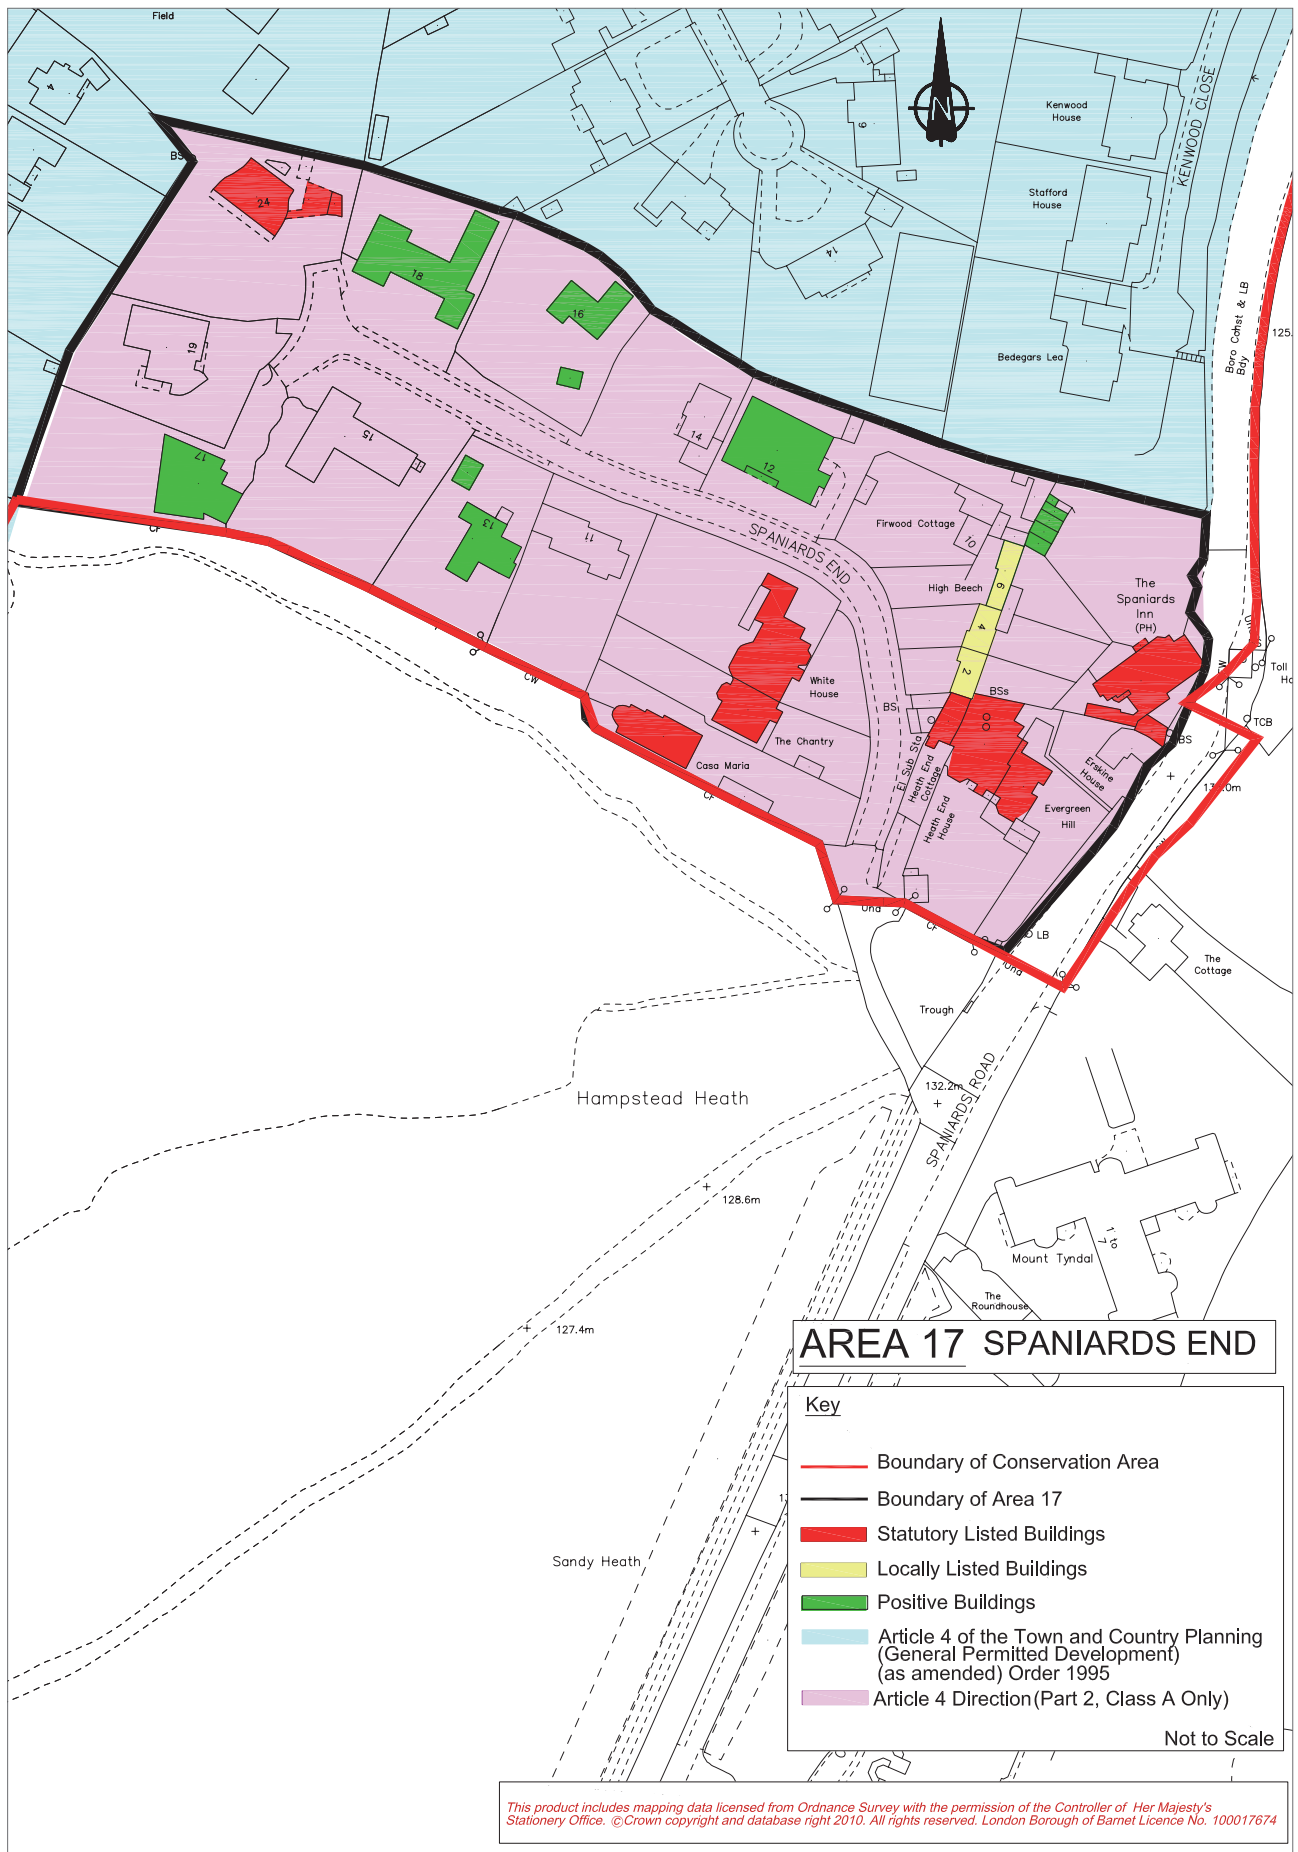 Field
4
N
KENWOOD CLOSE
Kenwood
House
9
Stafford
House
14
Bedegars Lea
Boro Const & LB
Bdy
125.
BS
24
18
16
19
15
14
12
17
13
11
SPANIARDS END
Firwood Cottage
10
High Beech
6
4
2
The
Spaniards
Inn
(PH)
White
House
BS
BSs
The Chantry
Casa Maria
El Sub Sta
Heath End
Cottage
Heath End
House
Erskine
House
Evergreen
Hill
CW
Toll
TCB
BS
CF
CW
CF
Und
CF
Und
LB
The
Cottage
Trough
132.2m
SPANIARDS ROAD
Hampstead Heath
128.6m
127.4m
Mount Tyndal
1 to
7
The
Roundhouse
Sandy Heath
AREA 17 SPANIARDS END
Key
Boundary of Conservation Area
Boundary of Area 17
Statutory Listed Buildings
Locally Listed Buildings
Positive Buildings
Article 4 of the Town and Country Planning
(General Permitted Development)
(as amended) Order 1995
Article 4 Direction(Part 2, Class A Only)
Not to Scale
This product includes mapping data licensed from Ordnance Survey with the permission of the Controller of Her Majesty's
Stationery Office. ©Crown copyright and database right 2010. All rights reserved. London Borough of Barnet Licence No. 100017674